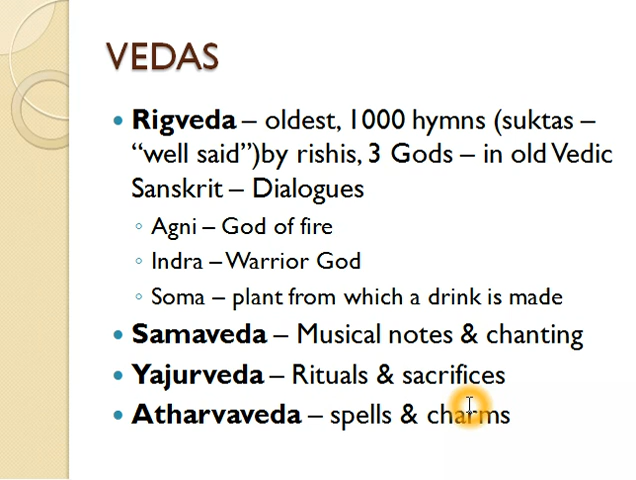 VEDAS
• Rigveda – oldest, 1000 hymns (suktas –
“well said”)by rishis, 3 Gods – in old Vedic
Sanskrit – Dialogues
◦ Agni – God of fire
◦ Indra – Warrior God
◦ Soma – plant from which a drink is made
• Samaveda – Musical notes & chanting
• Yajurveda – Rituals & sacrifices
• Atharvaveda – spells & charms